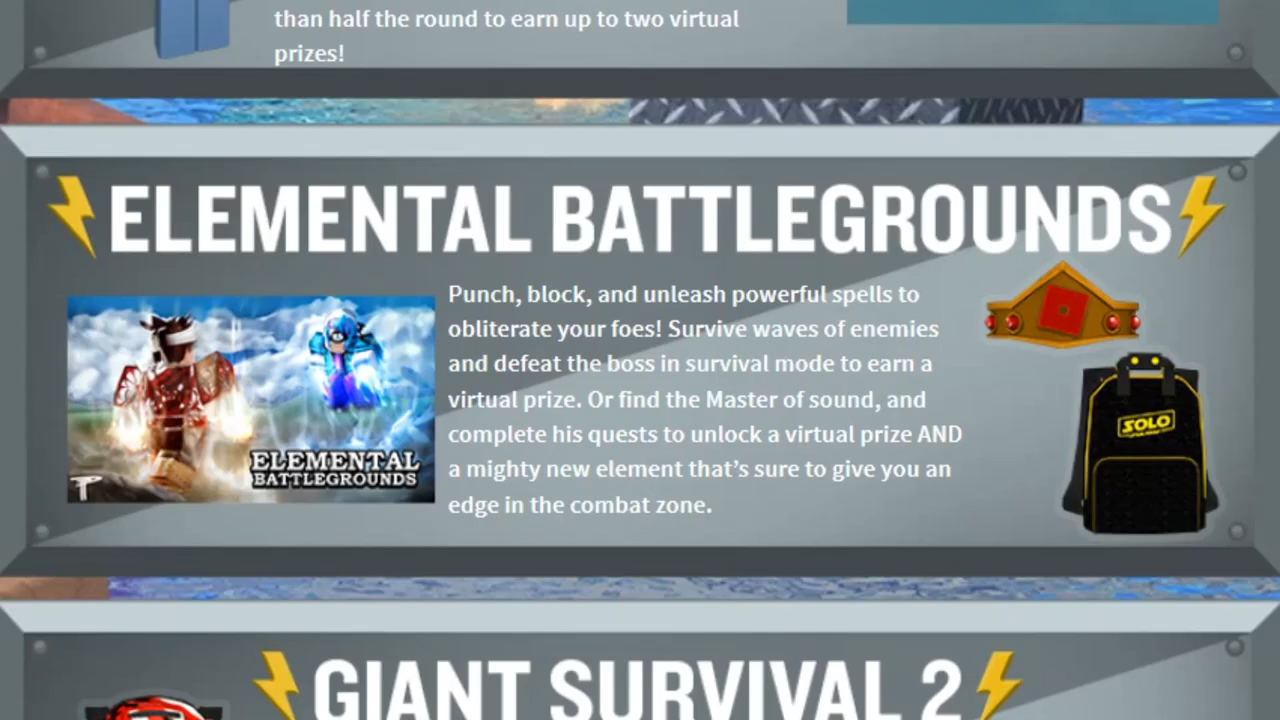 than half the round to earn up to two virtual
prizes!
ELEMENTAL BATTLEGROUNDS
Punch, block, and unleash powerful spells to
obliterate your foes! Survive waves of enemies
and defeat the boss in survival mode to earn a
virtual prize. Or find the Master of sound, and
complete his quests to unlock a virtual prize AND
a mighty new element that’s sure to give you an
edge in the combat zone.
ELEMENTAL
BATTLEGROUNDS
SOLO
GIANT SURVIVAL 2